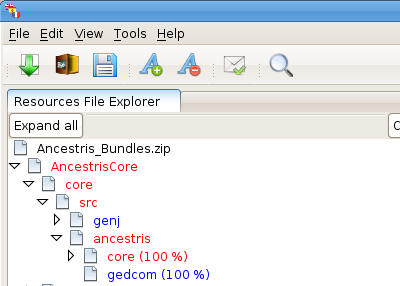 File Edit View Tools Help
Resources File Explorer
Expand all
Ancestris_Bundles.zip
AncestrisCore
core
src
genj
ancestris
core (100 %)
gedcom (100 %)